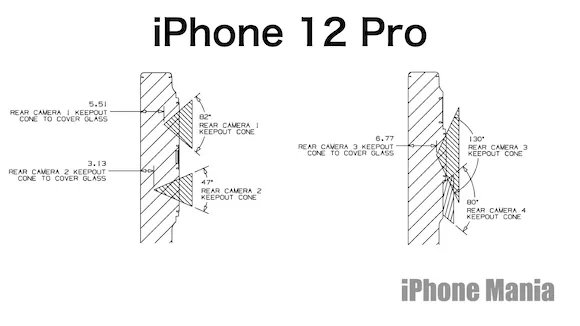 iPhone 12 Pro
5.51
REAR CAMERA 1 KEEPOUT
CONE TO COVER GLASS
82°
REAR CAMERA 1
KEEPOUT CONE
3.13
REAR CAMERA 2 KEEPOUT
CONE TO COVER GLASS
47°
REAR CAMERA 2
KEEPOUT CONE
6.77
REAR CAMERA 3 KEEPOUT
CONE TO COVER GLASS
130°
REAR CAMERA 3
KEEPOUT CONE
80°
REAR CAMERA 4
KEEPOUT CONE
iPhone Mania